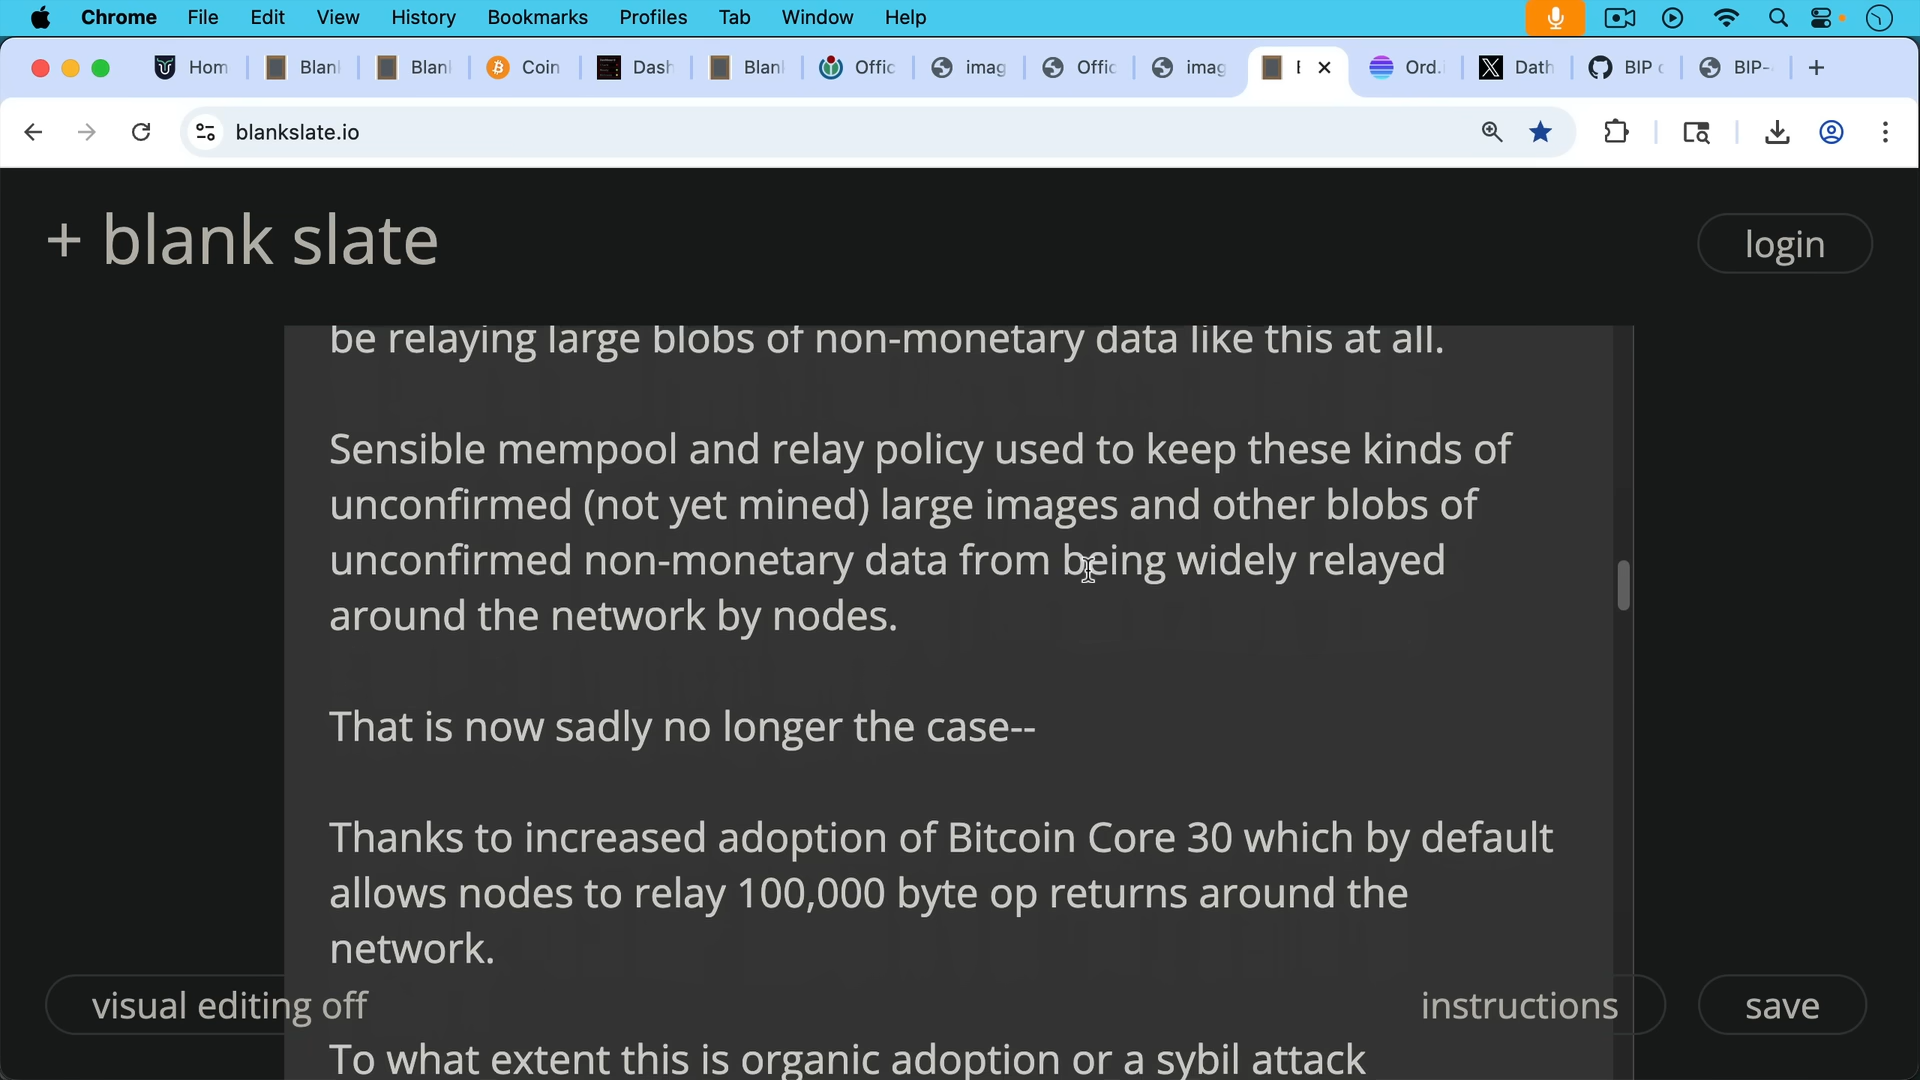 Chrome File Edit View History Bookmarks Profiles Tab Window Help
Hom Blan Blan Coin Dash Blan Offic imag Offic imag Ord. Dath BIP BIP-
blankslate.io
+ blank slate
login
be relaying large blobs of non-monetary data like this at all.
Sensible mempool and relay policy used to keep these kinds of
unconfirmed (not yet mined) large images and other blobs of
unconfirmed non-monetary data from being widely relayed
around the network by nodes.
That is now sadly no longer the case--
Thanks to increased adoption of Bitcoin Core 30 which by default
allows nodes to relay 100,000 byte op returns around the
network.
visual editing off
instructions
save
To what extent this is organic adoption or a sybil attack